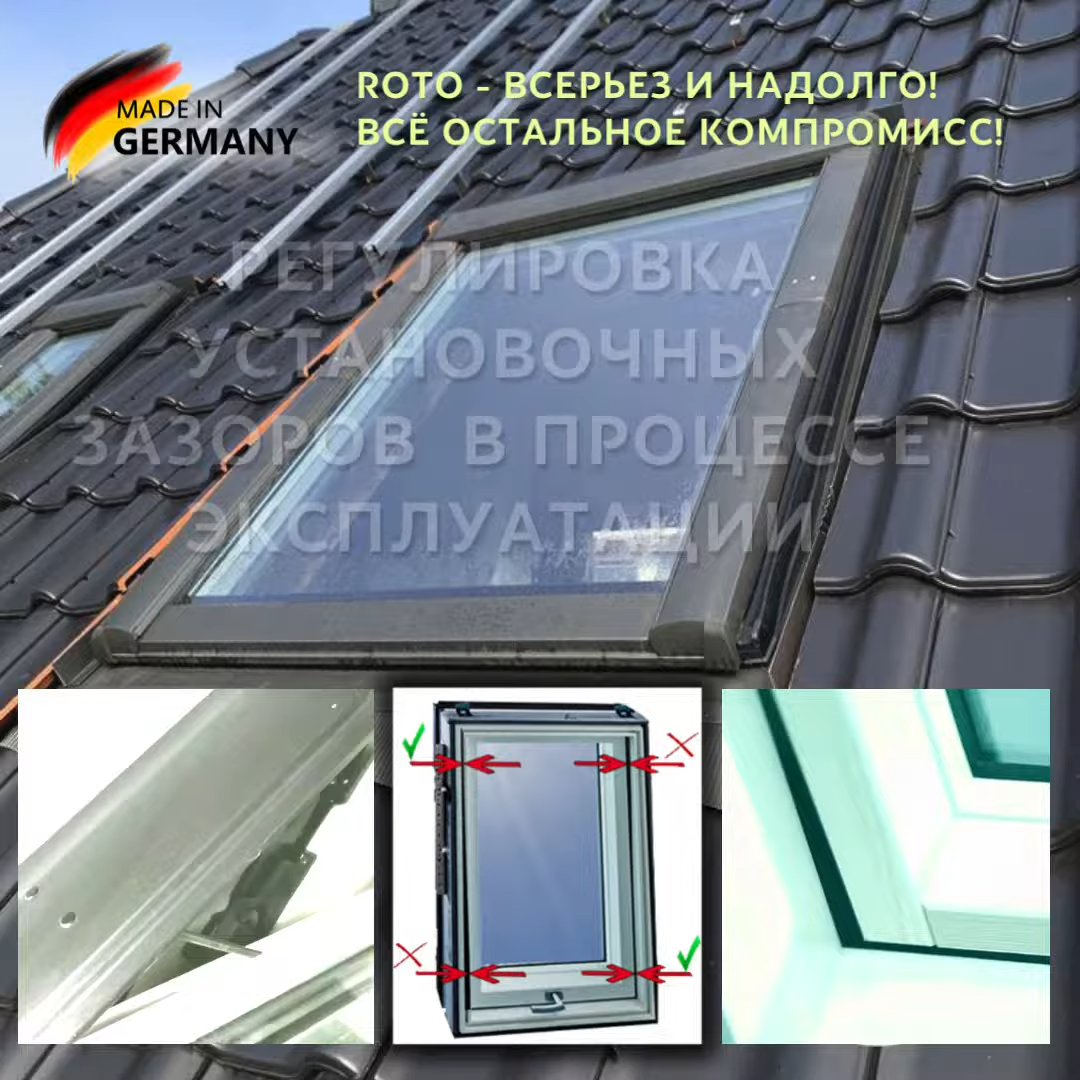 MADE IN
GERMANY
ROTO - ВСЕРЬЕЗ И НАДОЛГО!
ВСЁ ОСТАЛЬНОЕ КОМПРОМИСС!
РЕГУЛИРОВКА
УСТАНОВОЧНЫХ
ЗАЗОРОВ В ПРОЦЕССЕ
ЭКСПЛУАТАЦИИ